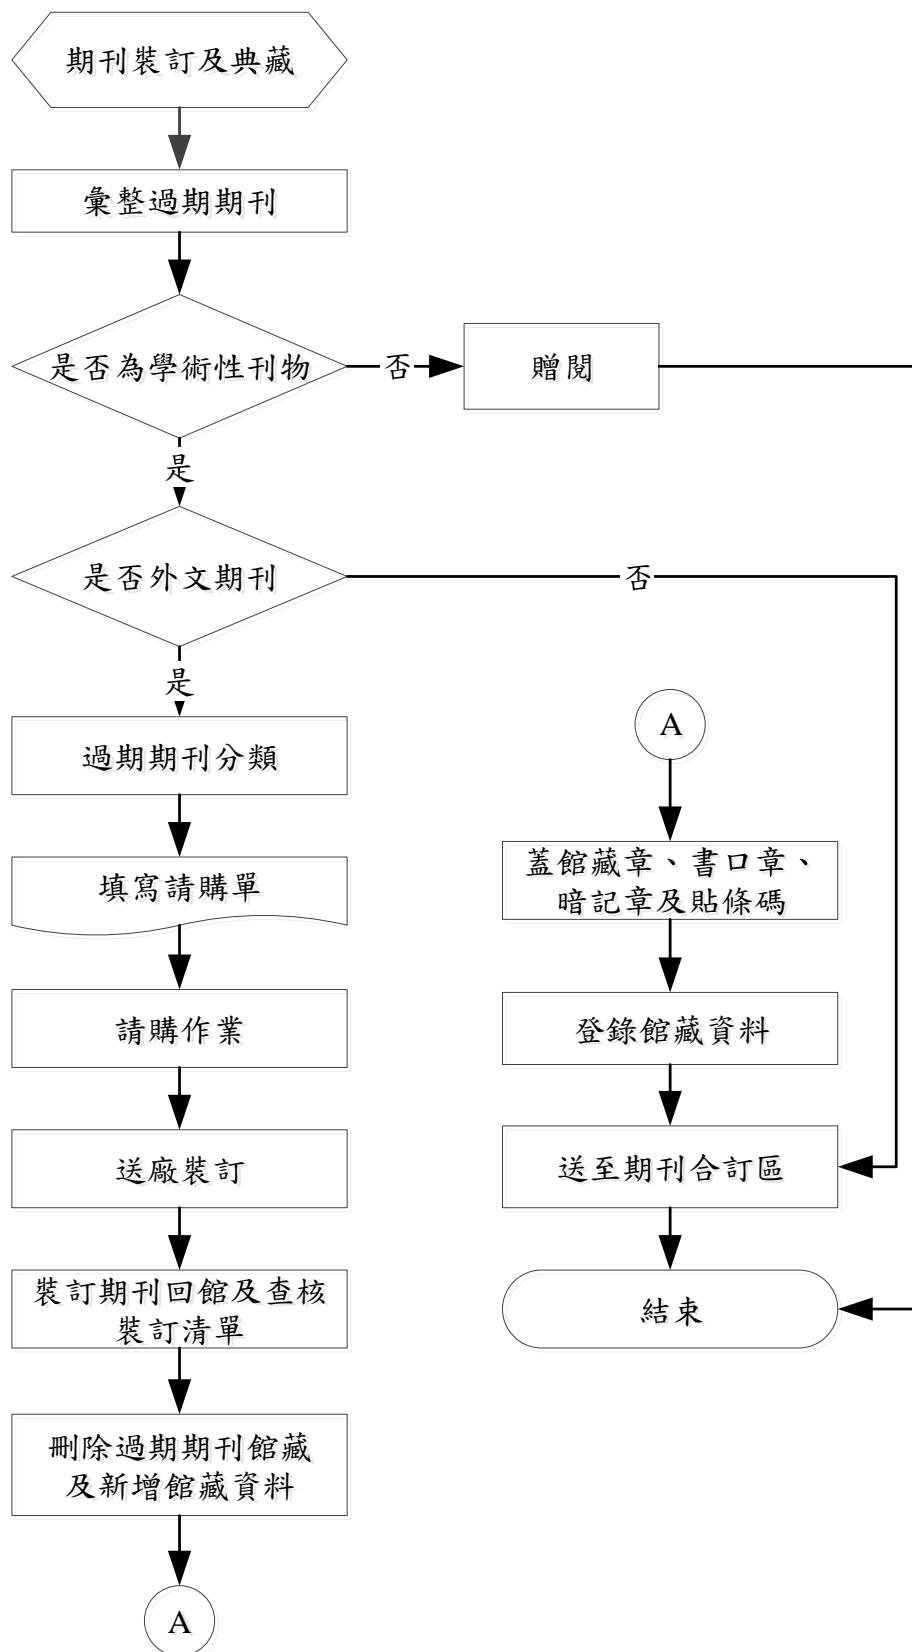 期刊裝訂及典藏
彙整過期期刊
是否為學術性刊物
否
贈閱
是
是否外文期刊
否
是
過期期刊分類
填寫請購單
請購作業
送廠裝訂
裝訂期刊回館及查核
裝訂清單
刪除過期期刊館藏
及新增館藏資料
A
A
蓋館藏章、書口章、
暗記章及貼條碼
登錄館藏資料
送至期刊合訂區
結束